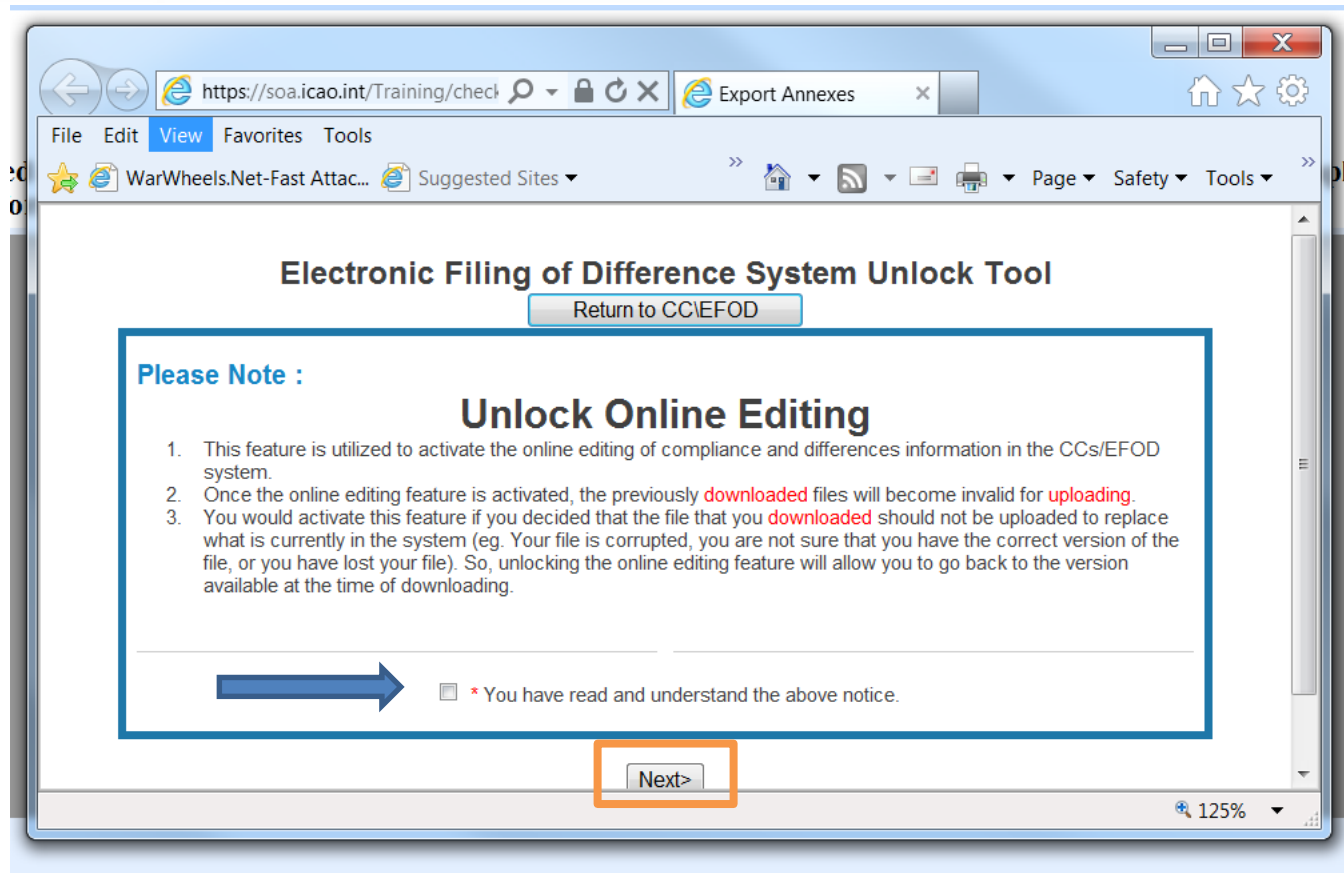 X
https://soa.icao.int/Training/check
Export Annexes
File Edit View Favorites Tools
WarWheels.Net-Fast Attac... Suggested Sites Page Safety Tools
Electronic Filing of Difference System Unlock Tool
Return to CC\EFOD
Please Note :
Unlock Online Editing
1. This feature is utilized to activate the online editing of compliance and differences information in the CCs/EFOD
system.
2. Once the online editing feature is activated, the previously downloaded files will become invalid for uploading.
3. You would activate this feature if you decided that the file that you downloaded should not be uploaded to replace
what is currently in the system (eg. Your file is corrupted, you are not sure that you have the correct version of the
file, or you have lost your file). So, unlocking the online editing feature will allow you to go back to the version
available at the time of downloading.
* You have read and understand the above notice.
Next>
125%